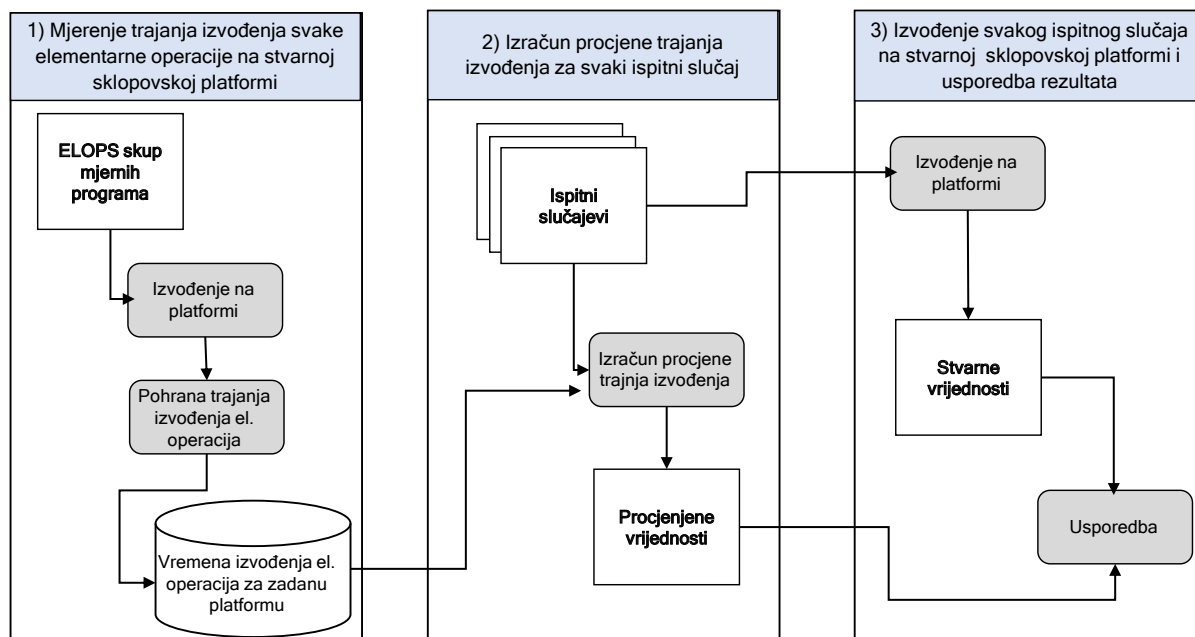 1) Mjerenje trajanja izvođenja svake
elementarne operacije na stvarnoj
sklopovskoj platformi
ELOPS skup
mjernih
programa
Izvođenje na
platformi
Pohrana trajanja
izvođenja el.
operacija
Vremena izvođenja el.
operacija za zadanu
platformu
2) Izračun procjene trajanja
izvođenja za svaki ispitni slučaj
Ispitni
slučajevi
Izračun procjene
trajnja izvođenja
Procjenjene
vrijednosti
3) Izvođenje svakog ispitnog slučaja
na stvarnoj sklopovskoj platformi i
usporedba rezultata
Izvođenje na
platformi
Stvarne
vrijednosti
Usporedba